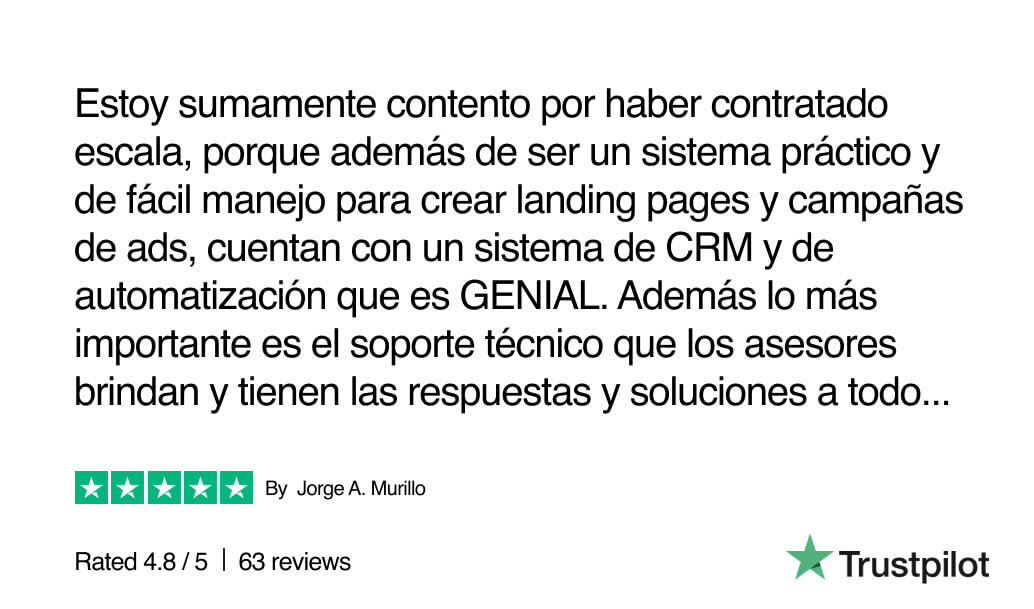 Estoy sumamente contento por haber contratado
escala, porque además de ser un sistema práctico y
de fácil manejo para crear landing pages y campañas
de ads, cuentan con un sistema de CRM y de
automatización que es GENIAL. Además lo más
importante es el soporte técnico que los asesores
brindan y tienen las respuestas y soluciones a todo...
By Jorge A. Murillo
Rated 4.8 / 5 | 63 reviews
Trustpilot